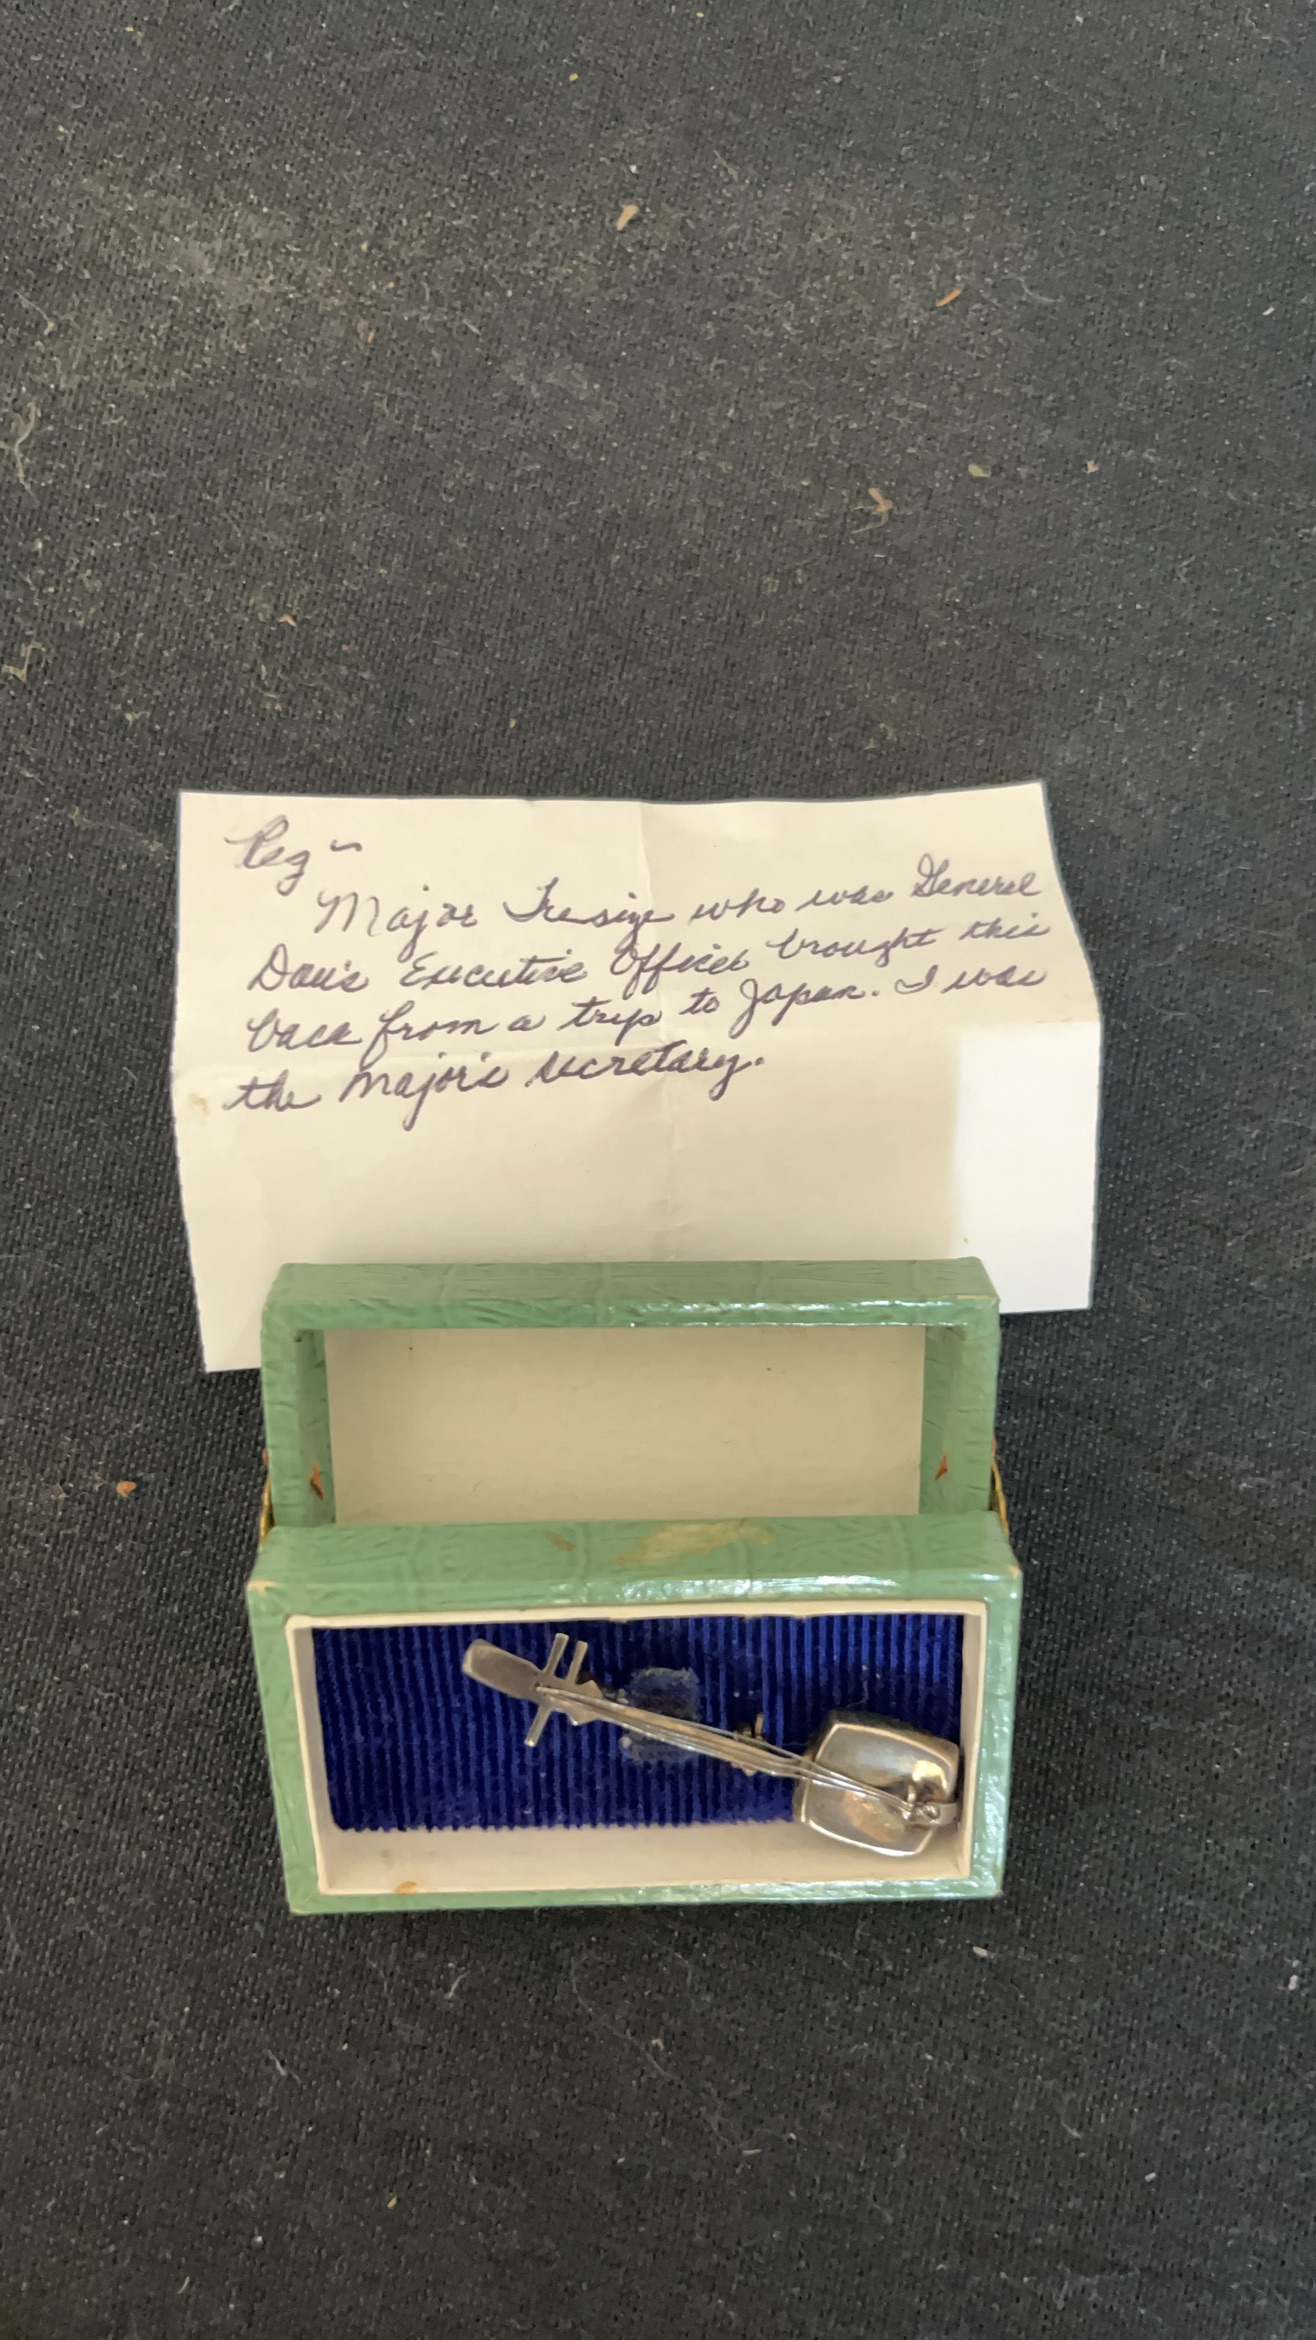 Peg ~
Major Tresize who was General
Dau's Executive Officer brought this
back from a trip to Japan. I was
the Major's secretary.